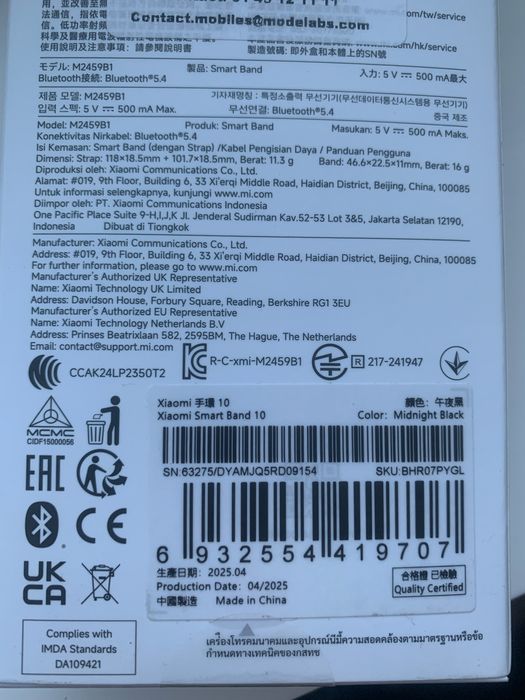 用，並改善至無
法通信，指依電
信。低功率射頻
Contact.mobiles@modelabs.com
om/tw/service
om/hk/service
使用說明及注意事項：請參閱說明書
製造號碼：即外盒和本體上的SN號
モデル: M2459B1 製品: Smart Band 入力: 5 V ⎓ 500 mA最大
Bluetooth接続: Bluetooth®5.4
제품 모델: M2459B1 기자재명칭 : 특정소출력 무선기기(무선데이터통신시스템용 무선기기)
입력 스펙: 5 V ⎓ 500 mA Max. 무선연결: Bluetooth®5.4 중국 제조
Model: M2459B1 Produk: Smart Band Masukan: 5 V ⎓ 500 mA Maks.
Konektivitas Nirkabel: Bluetooth®5.4
Isi Kemasan: Smart Band (dengan Strap) /Kabel Pengisian Daya / Panduan Pengguna
Dimensi: Strap: 118×18.5mm + 101.7×18.5mm, Berat: 11.3 g Band: 46.6×22.5×11mm, Berat: 16 g
Diproduksi oleh: Xiaomi Communications Co., Ltd.
Alamat: #019, 9th Floor, Building 6, 33 Xi'erqi Middle Road, Haidian District, Beijing, China, 100085
Untuk informasi selengkapnya, kunjungi www.mi.com
Diimpor oleh: PT. Xiaomi Communications Indonesia
One Pacific Place Suite 9-H,I,J,K Jl. Jenderal Sudirman Kav.52-53 Lot 3&5, Jakarta Selatan 12190,
Indonesia Dibuat di Tiongkok
Manufacturer: Xiaomi Communications Co., Ltd.
Address: #019, 9th Floor, Building 6, 33 Xi'erqi Middle Road, Haidian District, Beijing, China, 100085
For further information, please go to www.mi.com
Manufacturer's Authorized UK Representative
Name: Xiaomi Technology UK Limited
Address: Davidson House, Forbury Square, Reading, Berkshire RG1 3EU
Manufacturer's Authorized EU Representative
Name: Xiaomi Technology Netherlands B.V
Address: Prinses Beatrixlaan 582, 2595BM, The Hague, The Netherlands
Email: contact@support.mi.com
CCAK24LP2350T2
R-C-xmi-M2459B1
R 217-241947
MCMC
CIDF15000056
EAC
CE
UK
CA
Xiaomi 手環 10 顏色：午夜黑
Xiaomi Smart Band 10 Color: Midnight Black
SN:63275/DYAMJQ5RD09154 SKU:BHR07PYGL
6 932554 419707
生產日期：2025.04
Production Date: 04/2025
中國製造 Made in China
合格證 已檢驗
Quality Certified
Complies with
IMDA Standards
DA109421
เครื่องโทรคมนาคมและอุปกรณ์นี้มีความสอดคล้องตามมาตรฐานหรือข้อ
กำหนดทางเทคนิคของกสทช